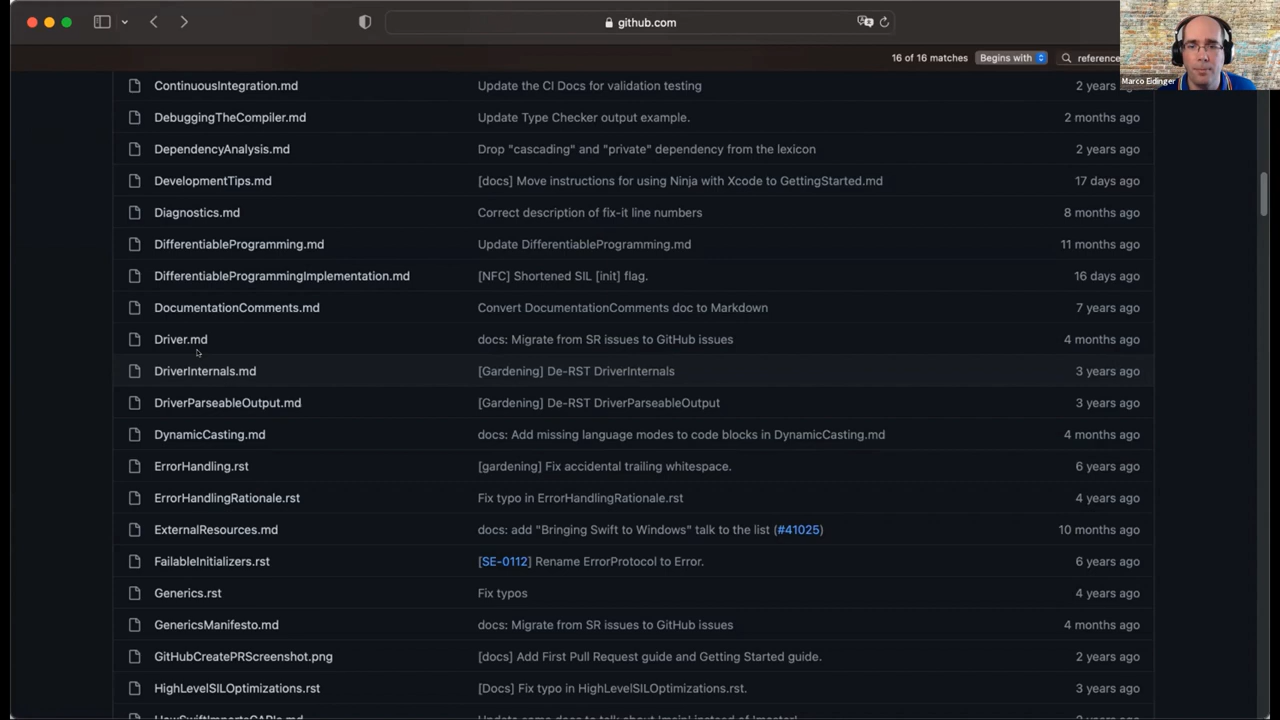 github.com
16 of 16 matches Begins with reference
Marco Eidinger
ContinuousIntegration.md Update the CI Docs for validation testing 2 years
DebuggingTheCompiler.md Update Type Checker output example. 2 months ago
DependencyAnalysis.md Drop "cascading" and "private" dependency from the lexicon 2 years ago
DevelopmentTips.md [docs] Move instructions for using Ninja with Xcode to GettingStarted.md 17 days ago
Diagnostics.md Correct description of fix-it line numbers 8 months ago
DifferentiableProgramming.md Update DifferentiableProgramming.md 11 months ago
DifferentiableProgrammingImplementation.md [NFC] Shortened SIL [init] flag. 16 days ago
DocumentationComments.md Convert DocumentationComments doc to Markdown 7 years ago
Driver.md docs: Migrate from SR issues to GitHub issues 4 months ago
DriverInternals.md [Gardening] De-RST DriverInternals 3 years ago
DriverParseableOutput.md [Gardening] De-RST DriverParseableOutput 3 years ago
DynamicCasting.md docs: Add missing language modes to code blocks in DynamicCasting.md 4 months ago
ErrorHandling.rst [gardening] Fix accidental trailing whitespace. 6 years ago
ErrorHandlingRationale.rst Fix typo in ErrorHandlingRationale.rst 4 years ago
ExternalResources.md docs: add "Bringing Swift to Windows" talk to the list (#41025) 10 months ago
FailableInitializers.rst [SE-0112] Rename ErrorProtocol to Error. 6 years ago
Generics.rst Fix typos 4 years ago
GenericsManifesto.md docs: Migrate from SR issues to GitHub issues 4 months ago
GitHubCreatePRScreenshot.png [docs] Add First Pull Request guide and Getting Started guide. 2 years ago
HighLevelSILOptimizations.rst [Docs] Fix typo in HighLevelSILOptimizations.rst. 3 years ago